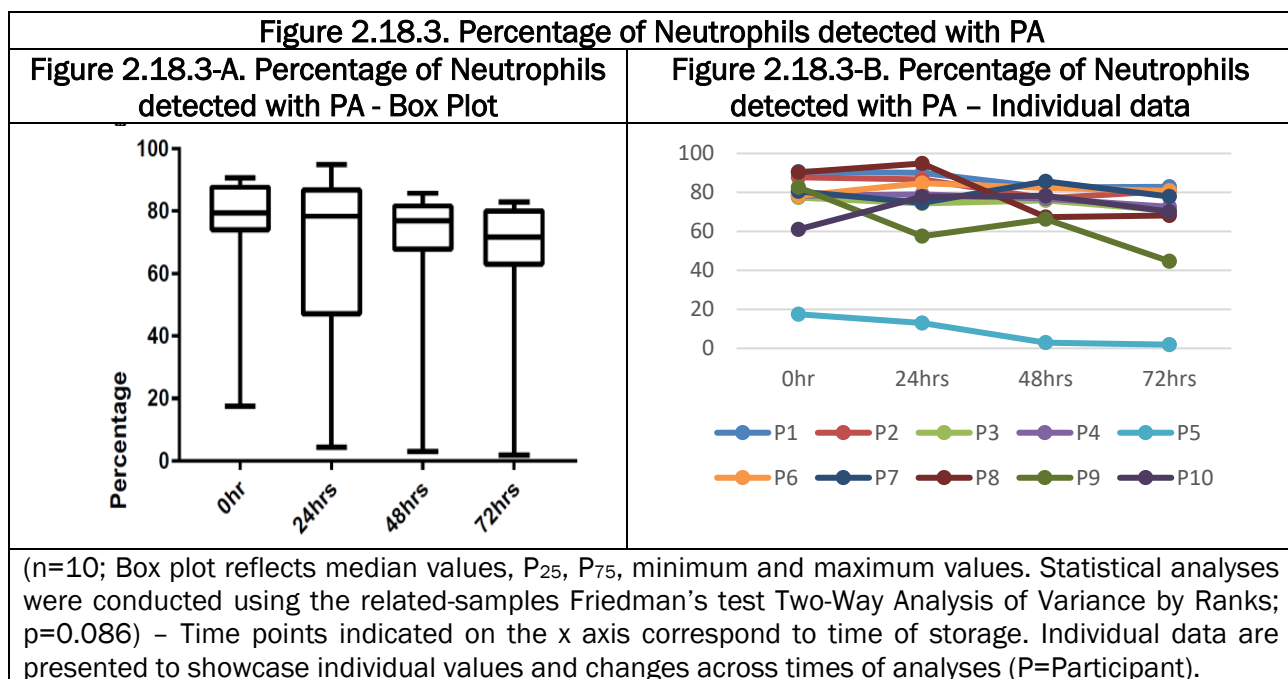 Figure 2.18.3. Percentage of Neutrophils detected with PA
Figure 2.18.3-A. Percentage of Neutrophils
detected with PA - Box Plot
Figure 2.18.3-B. Percentage of Neutrophils
detected with PA – Individual data
100
80
60
40
20
0
Percentage
0hr
24hrs
48hrs
72hrs
100
80
60
40
20
0
0hr 24hrs 48hrs 72hrs
P1 P2 P3 P4 P5
P6 P7 P8 P9 P10
(n=10; Box plot reflects median values, P25, P75, minimum and maximum values. Statistical analyses
were conducted using the related-samples Friedman's test Two-Way Analysis of Variance by Ranks;
p=0.086) – Time points indicated on the x axis correspond to time of storage. Individual data are
presented to showcase individual values and changes across times of analyses (P=Participant).